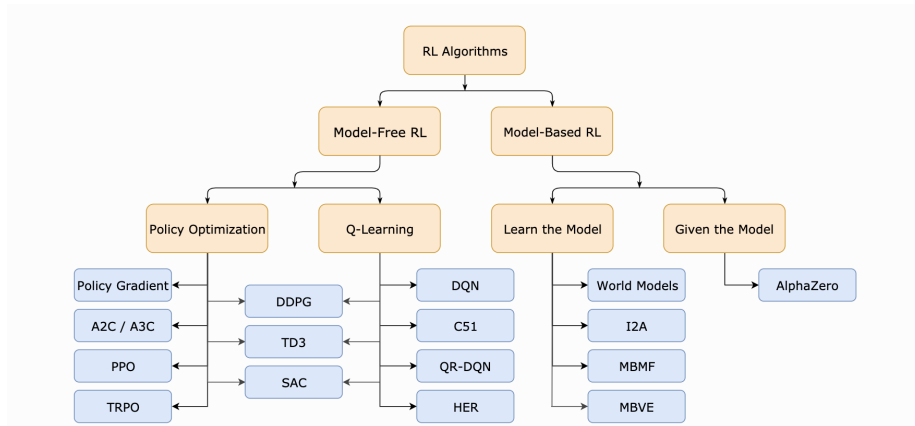 RL Algorithms
Model-Free RL
Model-Based RL
Policy Optimization
Q-Learning
Learn the Model
Given the Model
Policy Gradient
DDPG
DQN
World Models
AlphaZero
A2C / A3C
TD3
C51
I2A
PPO
SAC
QR-DQN
MBMF
TRPO
HER
MBVE